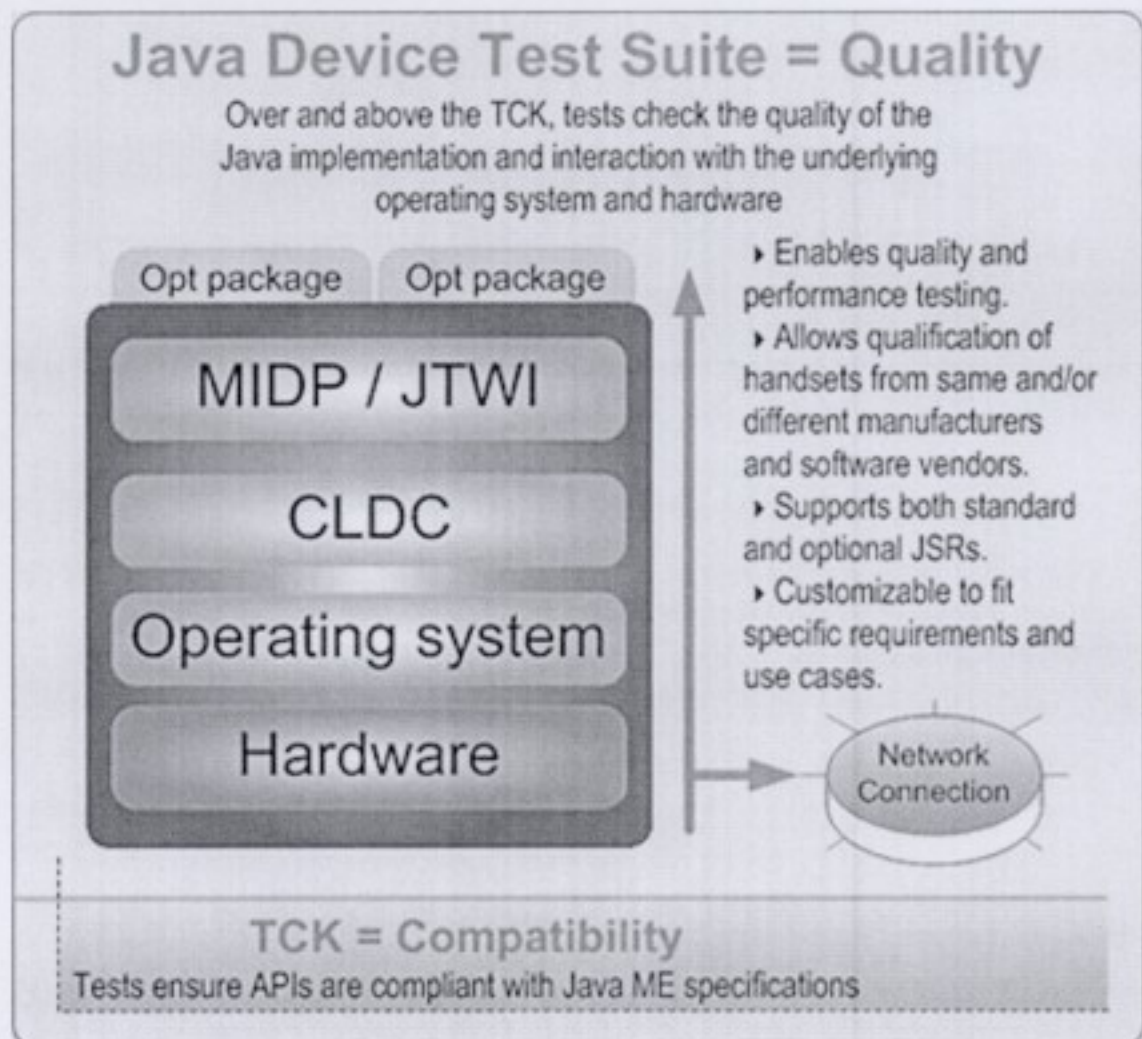 Java Device Test Suite = Quality
Over and above the TCK, tests check the quality of the
Java implementation and interaction with the underlying
operating system and hardware
Opt package
Opt package
MIDP / JTWI
CLDC
Operating system
Hardware
‣ Enables quality and
performance testing.
‣ Allows qualification of
handsets from same and/or
different manufacturers
and software vendors.
‣ Supports both standard
and optional JSRs.
‣ Customizable to fit
specific requirements and
use cases.
Network
Connection
TCK = Compatibility
Tests ensure APIs are compliant with Java ME specifications